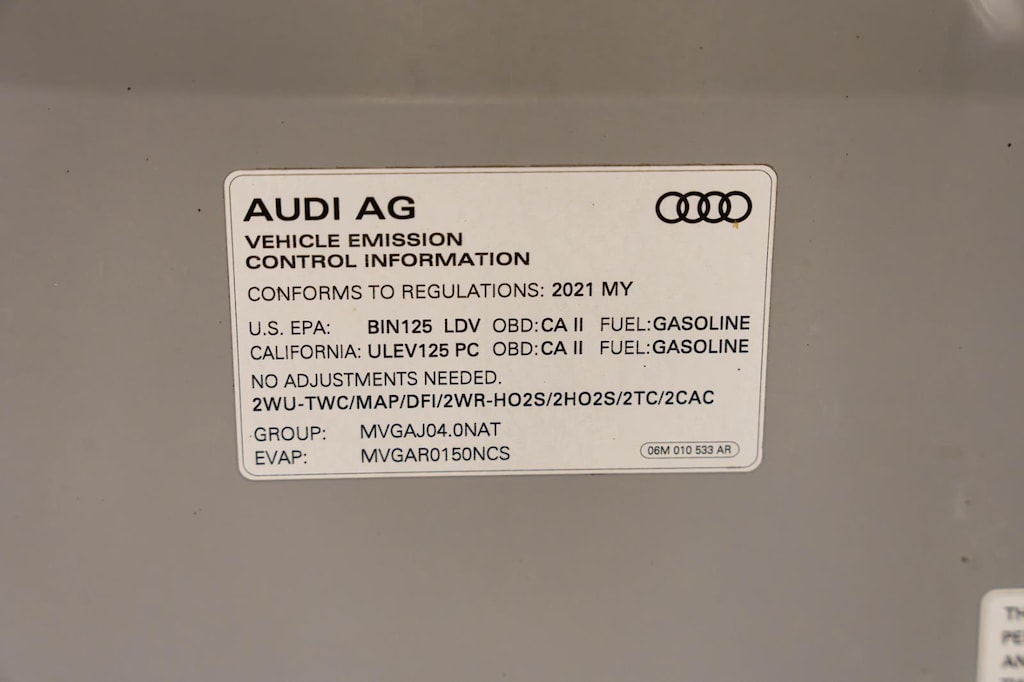 AUDI AG
VEHICLE EMISSION
CONTROL INFORMATION
CONFORMS TO REGULATIONS: 2021 MY
U.S. EPA: BIN125 LDV OBD:CA II FUEL:GASOLINE
CALIFORNIA: ULEV125 PC OBD:CA II FUEL:GASOLINE
NO ADJUSTMENTS NEEDED.
2WU-TWC/MAP/DFI/2WR-HO2S/2HO2S/2TC/2CAC
GROUP: MVGAJ04.0NAT
EVAP: MVGAR0150NCS
06M 010 533 AR